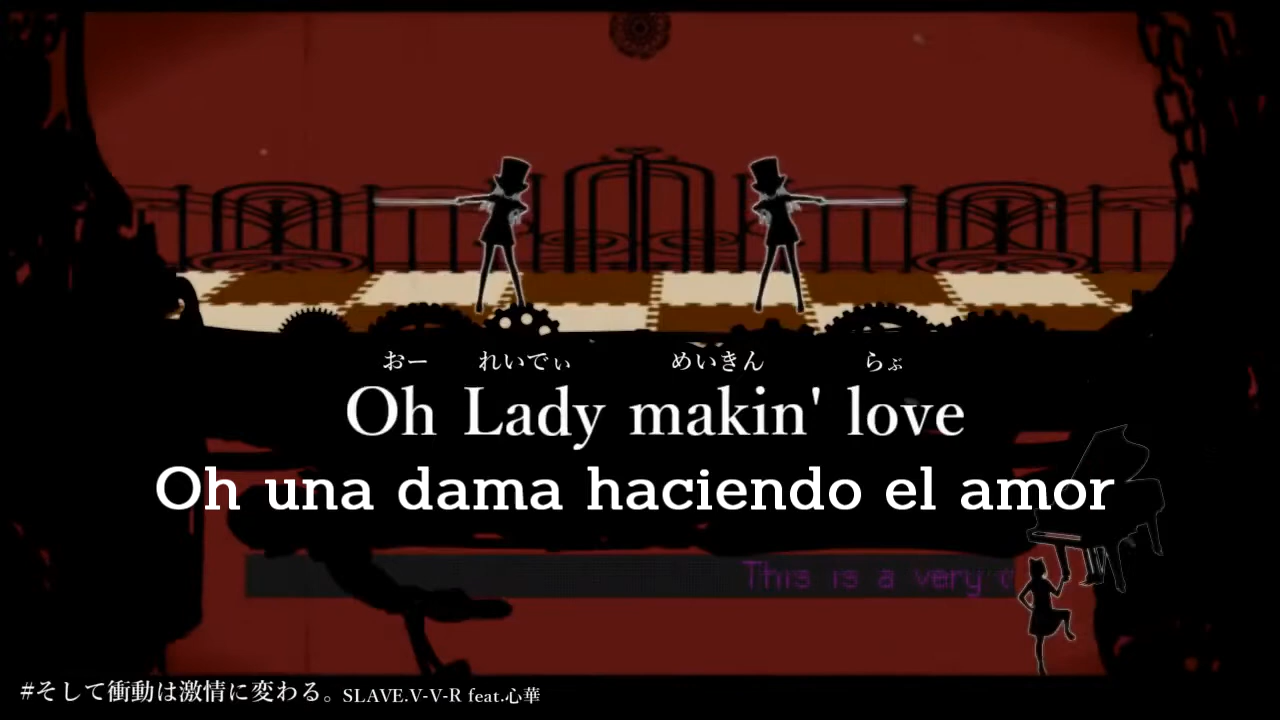 おー れいでぃ めいきん らぶ
Oh Lady makin' love
Oh una dama haciendo el amor
This is a very
#そして衝動は激情に変わる。 SLAVE.V-V-R feat.心華